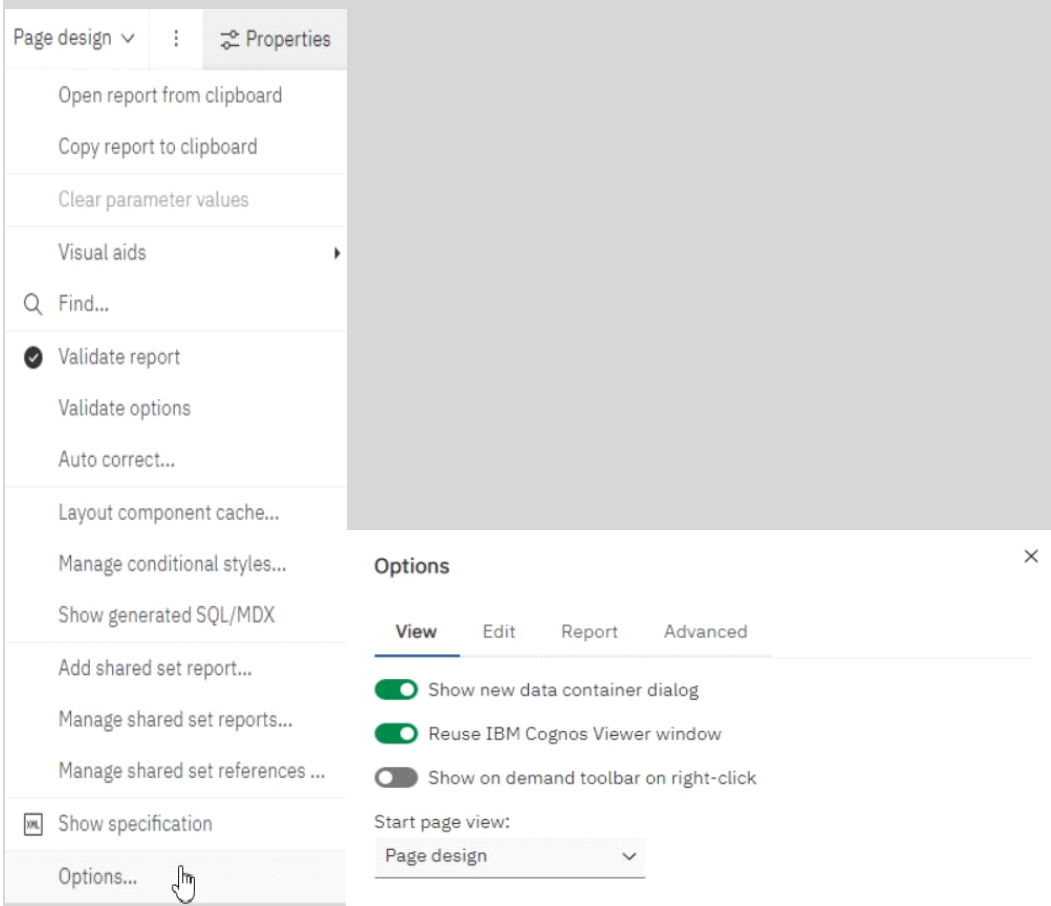 Page design
Properties
Open report from clipboard
Copy report to clipboard
Clear parameter values
Visual aids
Find...
Validate report
Validate options
Auto correct...
Layout component cache...
Manage conditional styles...
Show generated SQL/MDX
Add shared set report...
Manage shared set reports...
Manage shared set references ...
XML Show specification
Options...
Options
View Edit Report Advanced
Show new data container dialog
Reuse IBM Cognos Viewer window
Show on demand toolbar on right-click
Start page view:
Page design